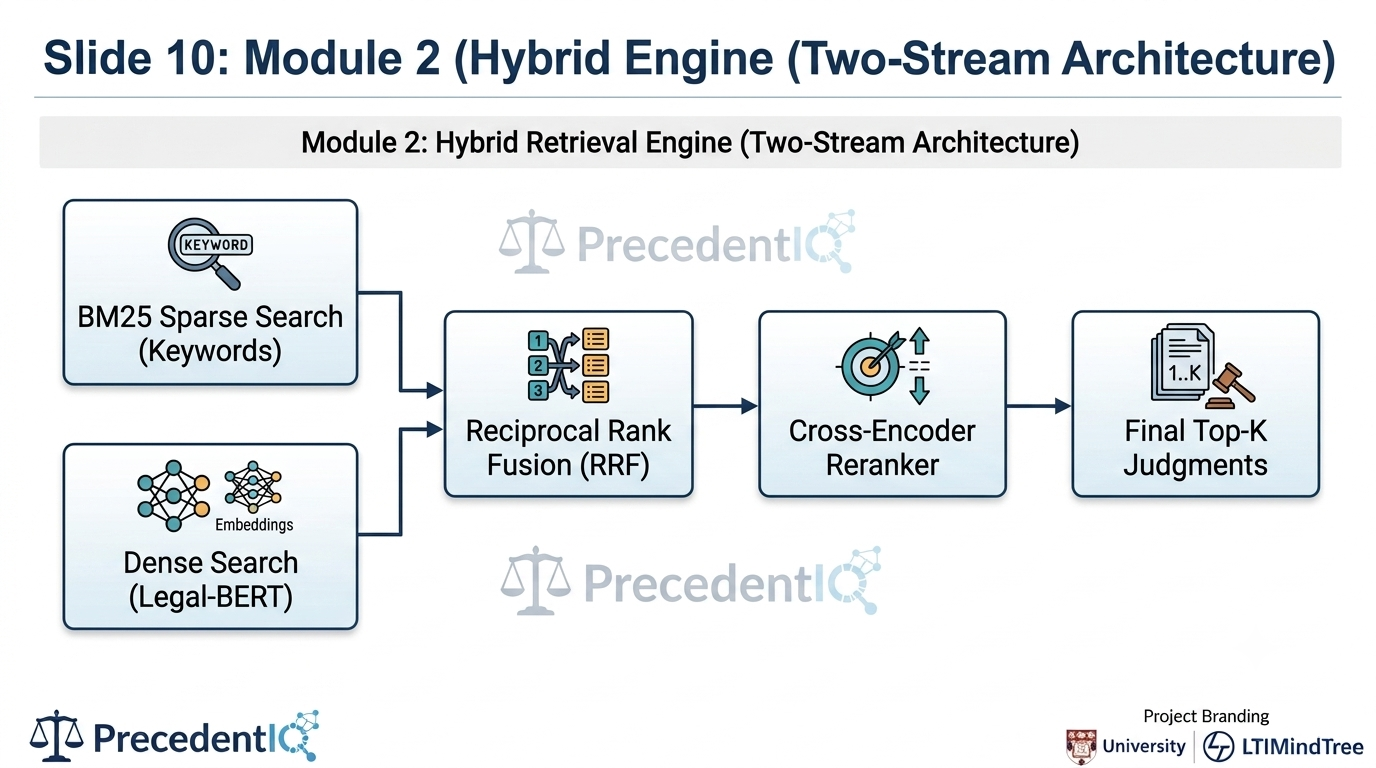 Slide 10: Module 2 (Hybrid Engine (Two-Stream Architecture)
Module 2: Hybrid Retrieval Engine (Two-Stream Architecture)
KEYWORD
BM25 Sparse Search
(Keywords)
PrecedentIQ
1
2
3
Reciprocal Rank
Fusion (RRF)
Cross-Encoder
Reranker
1..K
Final Top-K
Judgments
Embeddings
Dense Search
(Legal-BERT)
PrecedentIQ
PrecedentIQ
Project Branding
University
LTIMindTree